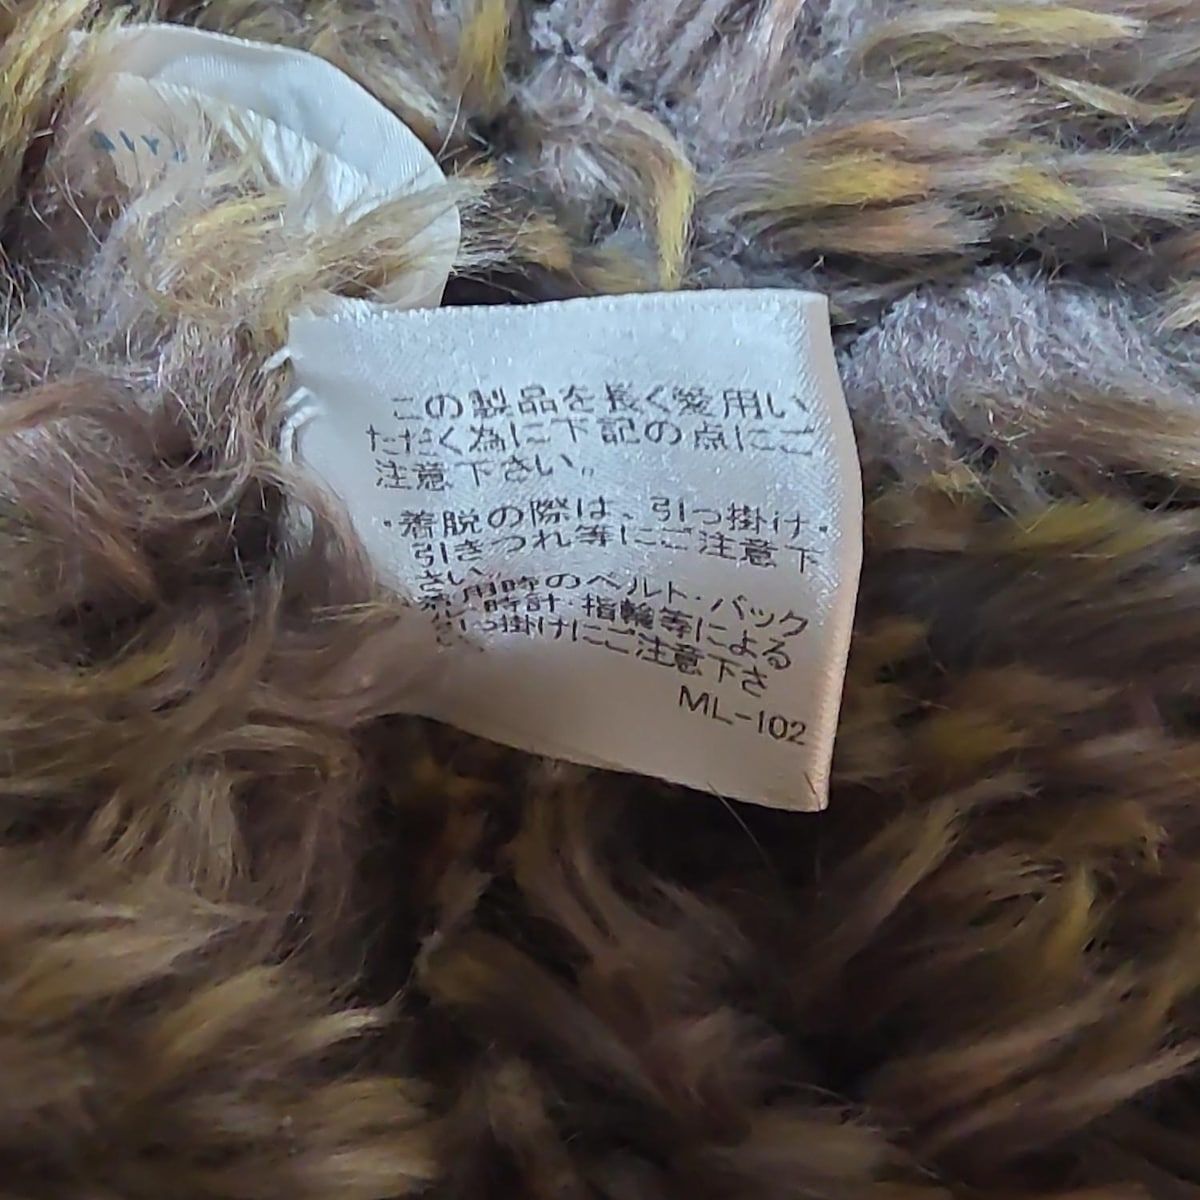 この製品を長く愛用い
ただく為に下記の点にご
注意下さい。
・着脱の際は、引っ掛け・
引きつれ等にご注意下
さい。
用時のベルト・バック
時計・指輪等による
っ掛けにご注意下さ
ML-102